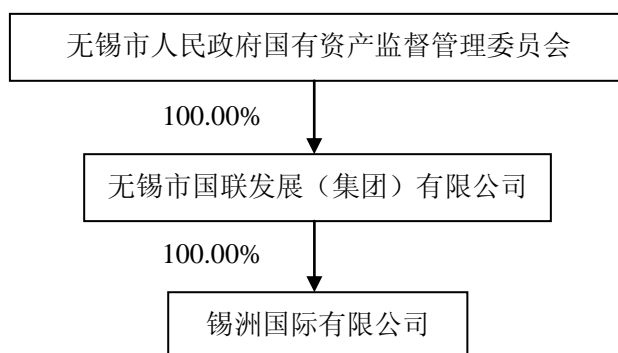 无锡市人民政府国有资产监督管理委员会
100.00%
无锡市国联发展（集团）有限公司
100.00%
锡洲国际有限公司